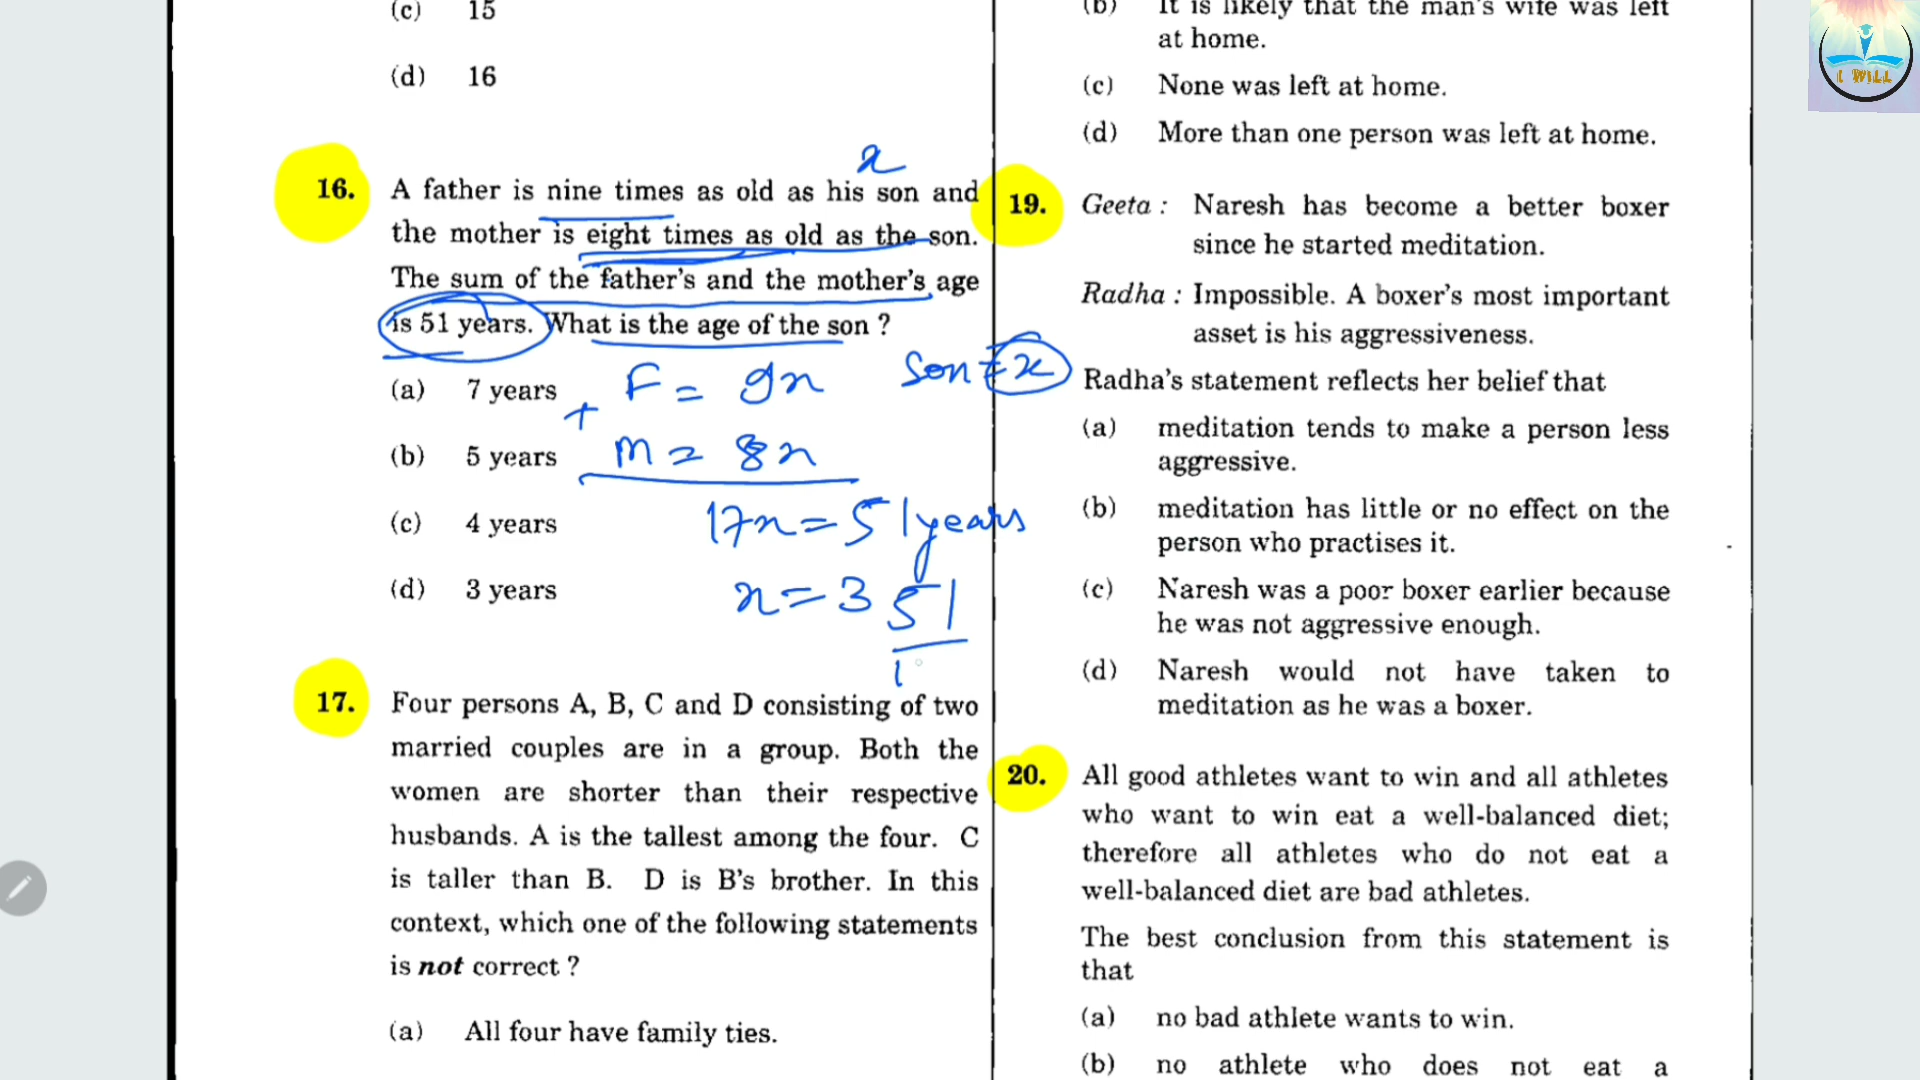 (c) 15
(d) 16
x
16. A father is nine times as old as his son and
the mother is eight times as old as the son.
The sum of the father's and the mother's age
is 51 years. What is the age of the son ?
(a) 7 years
(b) 5 years
(c) 4 years
(d) 3 years
Son = x
F = 9x
+
m = 8x
17x = 51 years
x = 3
51
1
17. Four persons A, B, C and D consisting of two
married couples are in a group. Both the
women are shorter than their respective
husbands. A is the tallest among the four. C
is taller than B. D is B's brother. In this
context, which one of the following statements
is not correct ?
(a) All four have family ties.
(b) It is likely that the man's wife was left
at home.
(c) None was left at home.
(d) More than one person was left at home.
19. Geeta : Naresh has become a better boxer
since he started meditation.
Radha : Impossible. A boxer's most important
asset is his aggressiveness.
Radha's statement reflects her belief that
(a) meditation tends to make a person less
aggressive.
(b) meditation has little or no effect on the
person who practises it.
(c) Naresh was a poor boxer earlier because
he was not aggressive enough.
(d) Naresh would not have taken to
meditation as he was a boxer.
20. All good athletes want to win and all athletes
who want to win eat a well-balanced diet;
therefore all athletes who do not eat a
well-balanced diet are bad athletes.
The best conclusion from this statement is
that
(a) no bad athlete wants to win.
(b) no athlete who does not eat a
I WILL